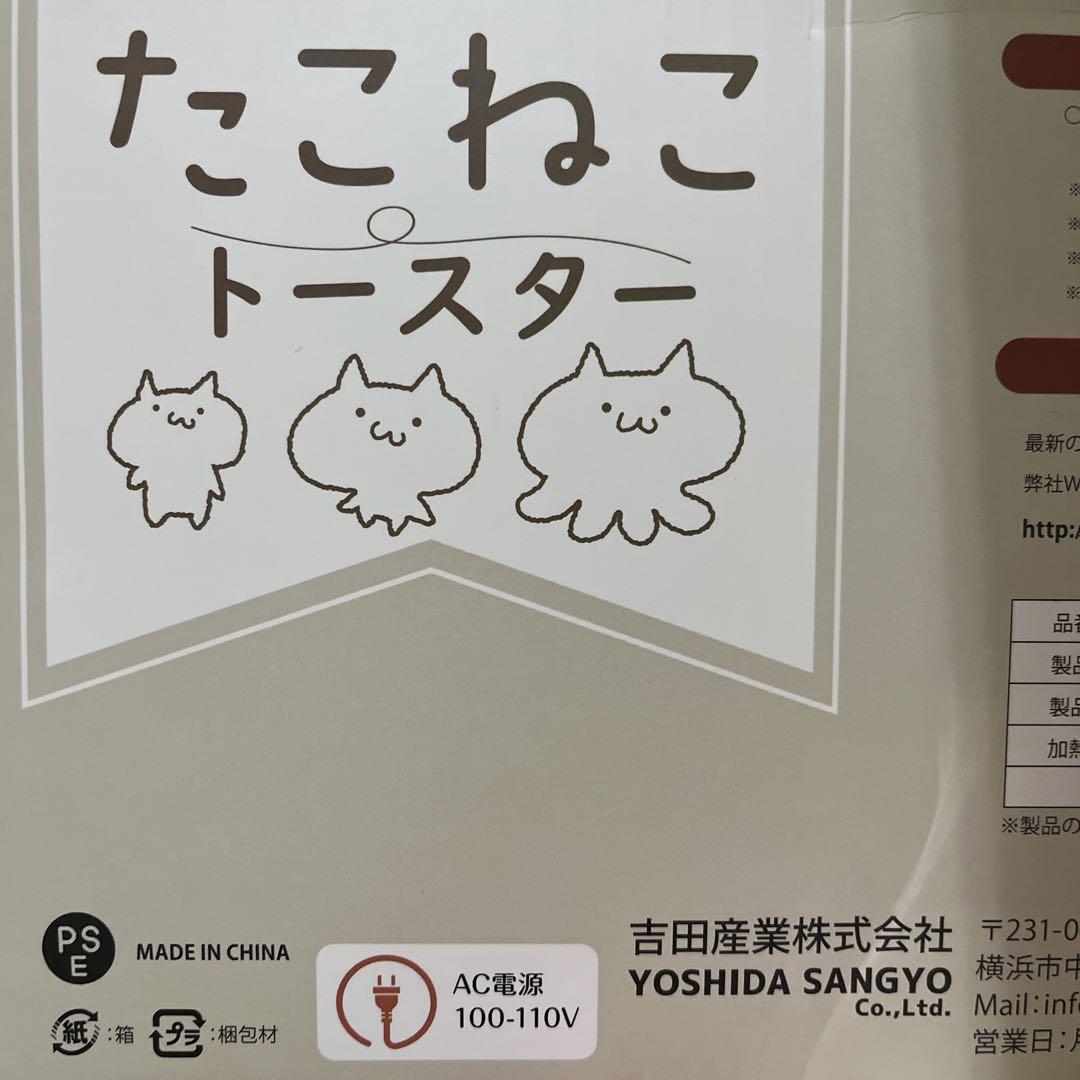 たこねこ
トースター
PS
E
MADE IN CHINA
紙:箱
プラ:梱包材
AC電源
100-110V
吉田産業株式会社
YOSHIDA SANGYO
Co.,Ltd.
○
※
※
※
※
最新の
弊社W
http:/
品番
製品
製品
加熱
※製品の
〒231-0
横浜市中
Mail:info
営業日:月